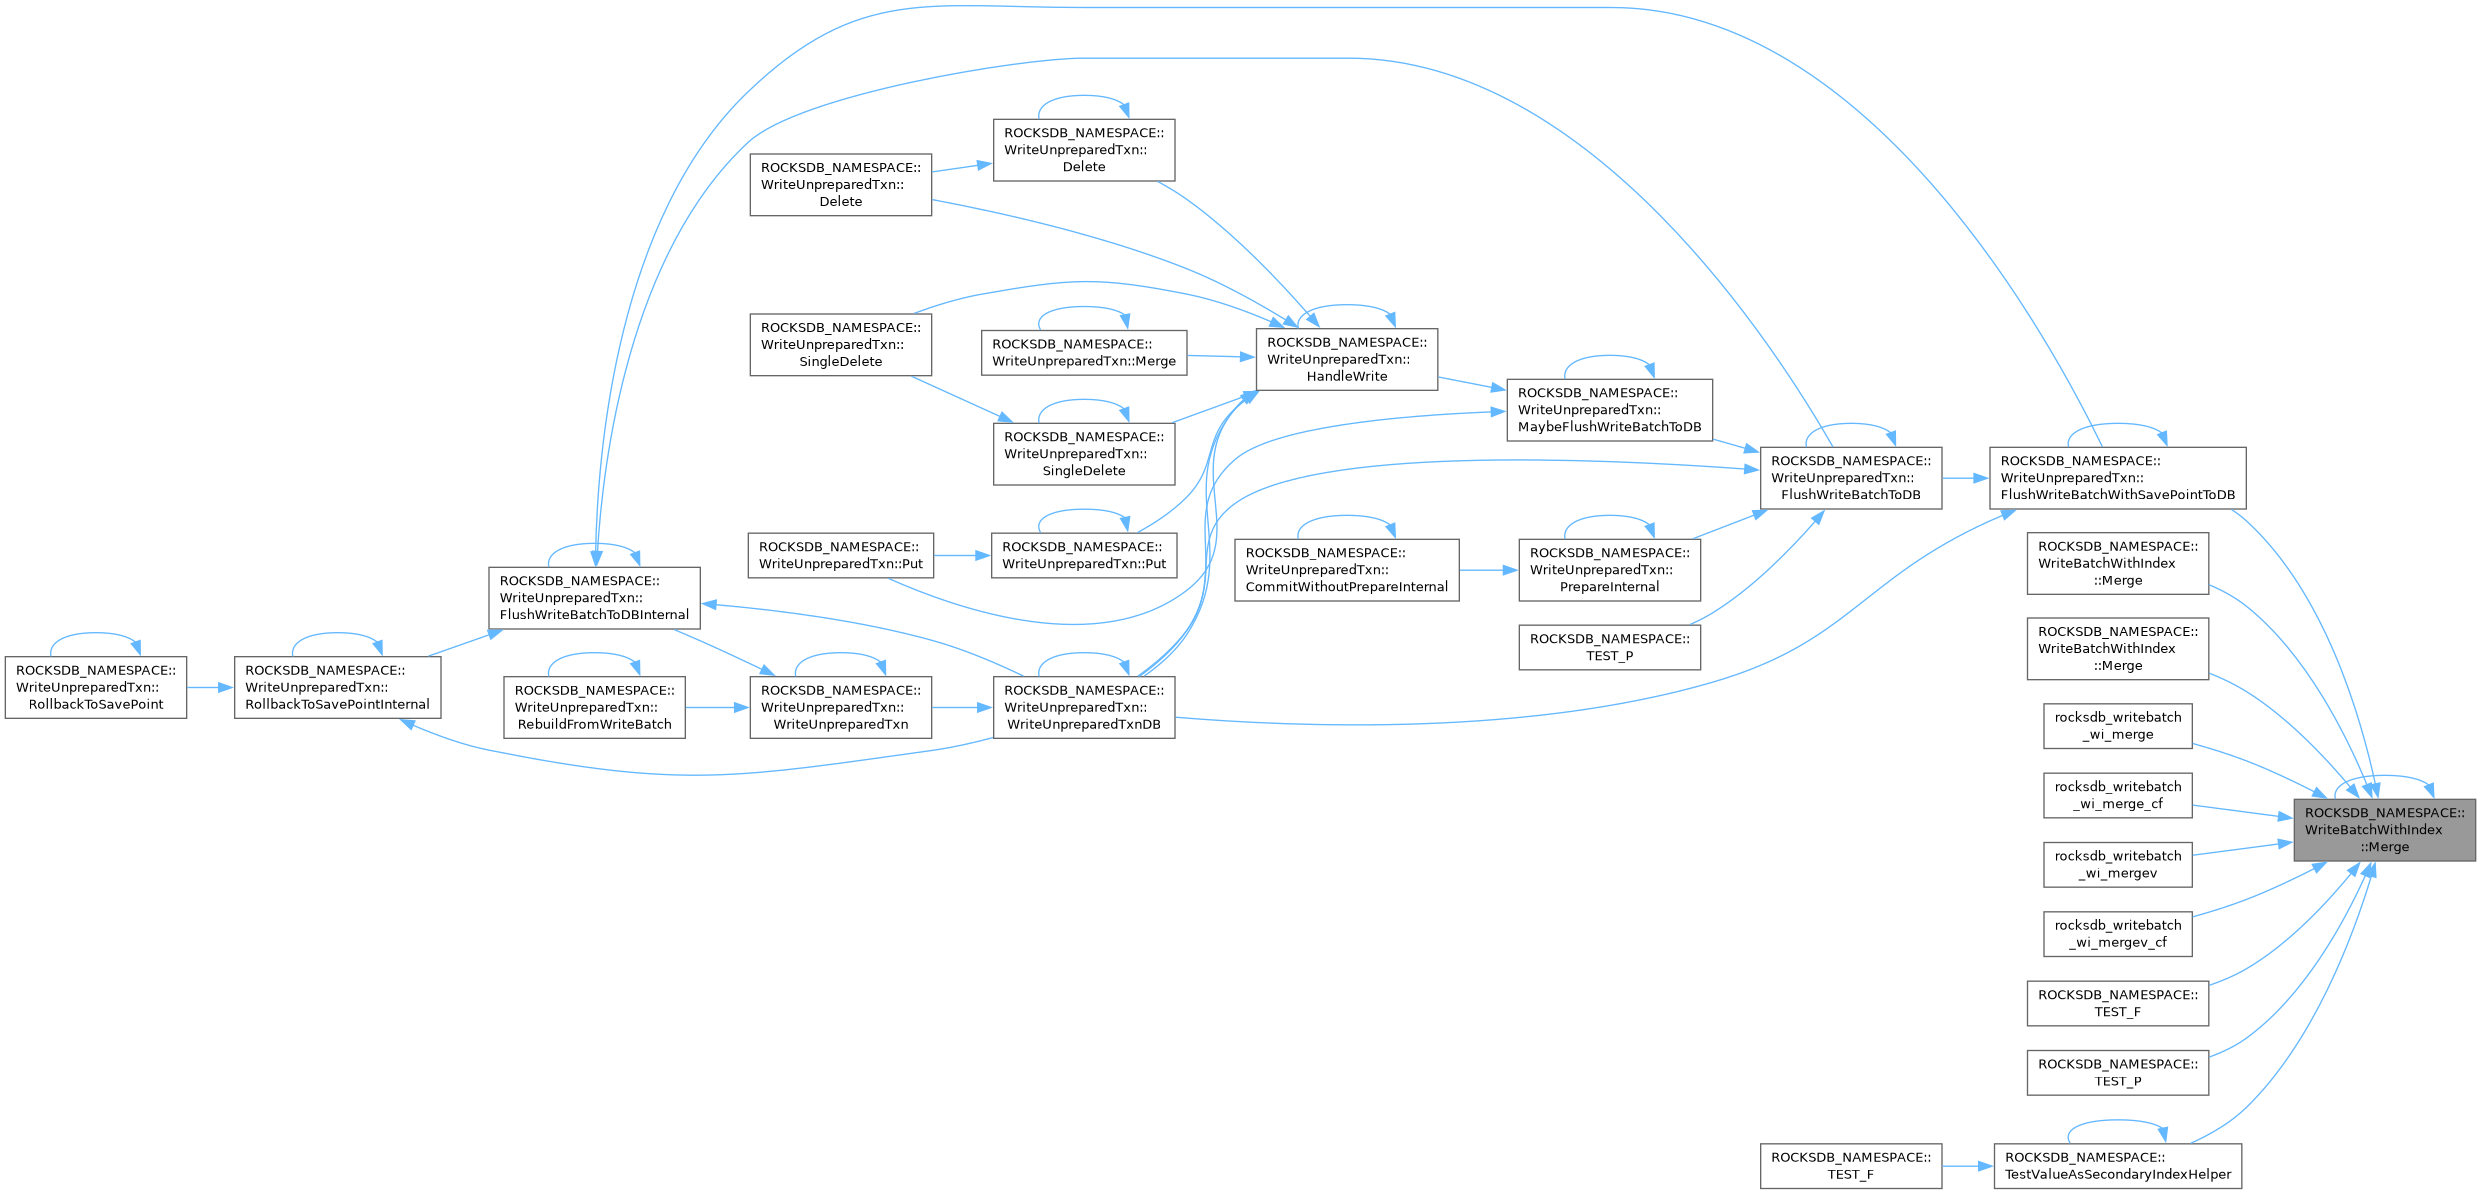 ROCKSDB_NAMESPACE::
WriteUnpreparedTxn::
Delete
ROCKSDB_NAMESPACE::
WriteUnpreparedTxn::
Delete
ROCKSDB_NAMESPACE::
WriteUnpreparedTxn::
SingleDelete
ROCKSDB_NAMESPACE::
WriteUnpreparedTxn::Merge
ROCKSDB_NAMESPACE::
WriteUnpreparedTxn::
HandleWrite
ROCKSDB_NAMESPACE::
WriteUnpreparedTxn::
MaybeFlushWriteBatchToDB
ROCKSDB_NAMESPACE::
WriteUnpreparedTxn::
SingleDelete
ROCKSDB_NAMESPACE::
WriteUnpreparedTxn::
FlushWriteBatchToDB
ROCKSDB_NAMESPACE::
WriteUnpreparedTxn::
FlushWriteBatchWithSavePointToDB
ROCKSDB_NAMESPACE::
WriteUnpreparedTxn::Put
ROCKSDB_NAMESPACE::
WriteUnpreparedTxn::Put
ROCKSDB_NAMESPACE::
WriteUnpreparedTxn::
CommitWithoutPrepareInternal
ROCKSDB_NAMESPACE::
WriteUnpreparedTxn::
PrepareInternal
ROCKSDB_NAMESPACE::
WriteBatchWithIndex
::Merge
ROCKSDB_NAMESPACE::
WriteUnpreparedTxn::
FlushWriteBatchToDBInternal
ROCKSDB_NAMESPACE::
TEST_P
ROCKSDB_NAMESPACE::
WriteBatchWithIndex
::Merge
ROCKSDB_NAMESPACE::
WriteUnpreparedTxn::
RollbackToSavePoint
ROCKSDB_NAMESPACE::
WriteUnpreparedTxn::
RollbackToSavePointInternal
ROCKSDB_NAMESPACE::
WriteUnpreparedTxn::
RebuildFromWriteBatch
ROCKSDB_NAMESPACE::
WriteUnpreparedTxn::
WriteUnpreparedTxn
ROCKSDB_NAMESPACE::
WriteUnpreparedTxn::
WriteUnpreparedTxnDB
rocksdb_writebatch
_wi_merge
rocksdb_writebatch
_wi_merge_cf
ROCKSDB_NAMESPACE::
WriteBatchWithIndex
::Merge
rocksdb_writebatch
_wi_mergev
rocksdb_writebatch
_wi_mergev_cf
ROCKSDB_NAMESPACE::
TEST_F
ROCKSDB_NAMESPACE::
TEST_P
ROCKSDB_NAMESPACE::
TEST_F
ROCKSDB_NAMESPACE::
TestValueAsSecondaryIndexHelper